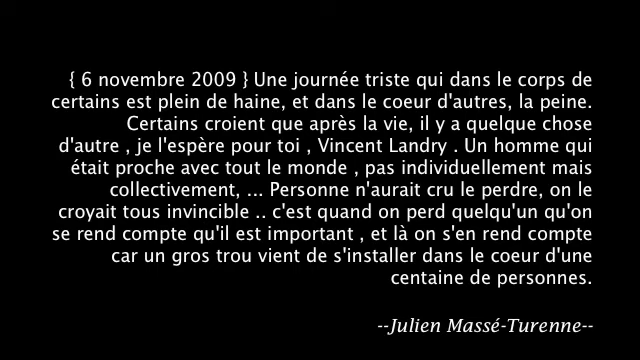 { 6 novembre 2009 } Une journée triste qui dans le corps de
certains est plein de haine, et dans le coeur d'autres, la peine.
Certains croient que après la vie, il y a quelque chose
d'autre , je l'espère pour toi , Vincent Landry . Un homme qui
était proche avec tout le monde , pas individuellement mais
collectivement, ... Personne n'aurait cru le perdre, on le
croyait tous invincible .. c'est quand on perd quelqu'un qu'on
se rend compte qu'il est important , et là on s'en rend compte
car un gros trou vient de s'installer dans le coeur d'une
centaine de personnes.
--Julien Massé-Turenne--